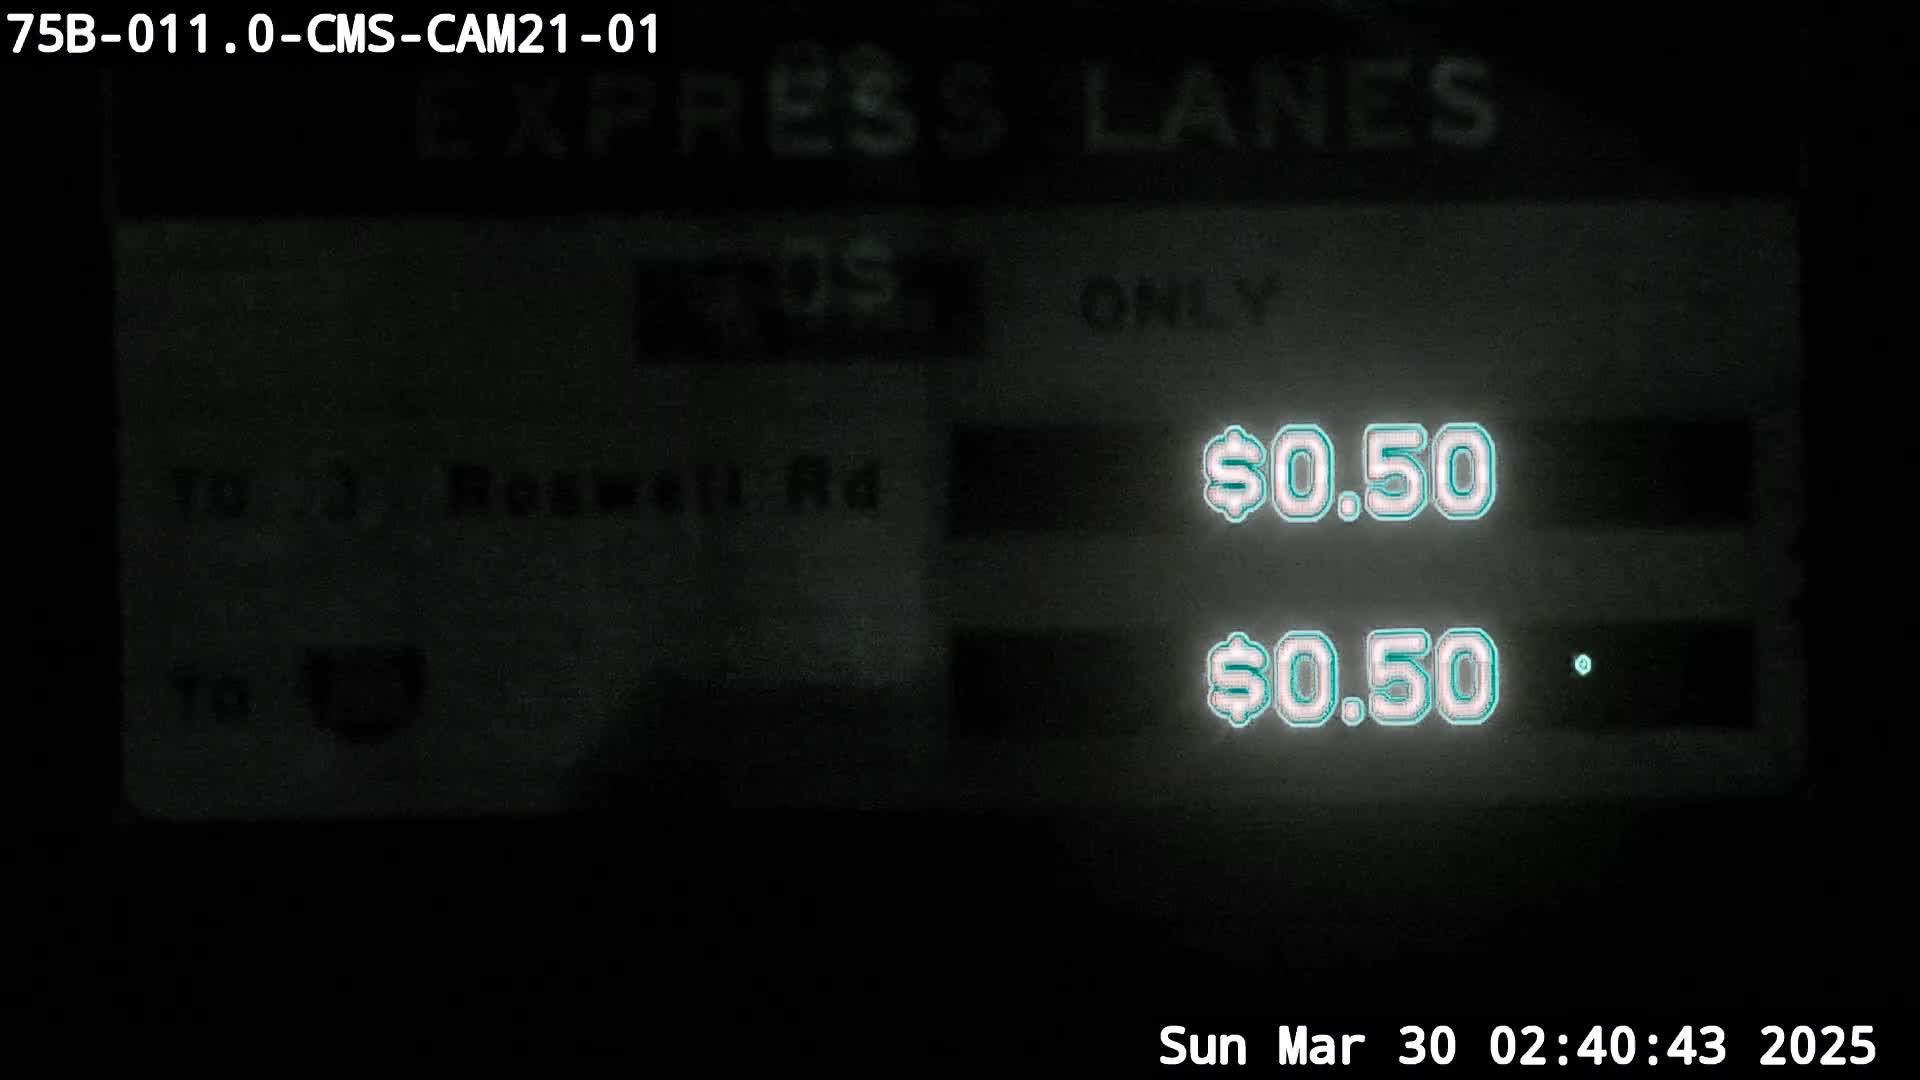 75B-011.0-CMS-CAM21-01
EXPRESS LANES
ONLY
TO Roswell Rd $0.50
TO $0.50
Sun Mar 30 02:40:43 2025